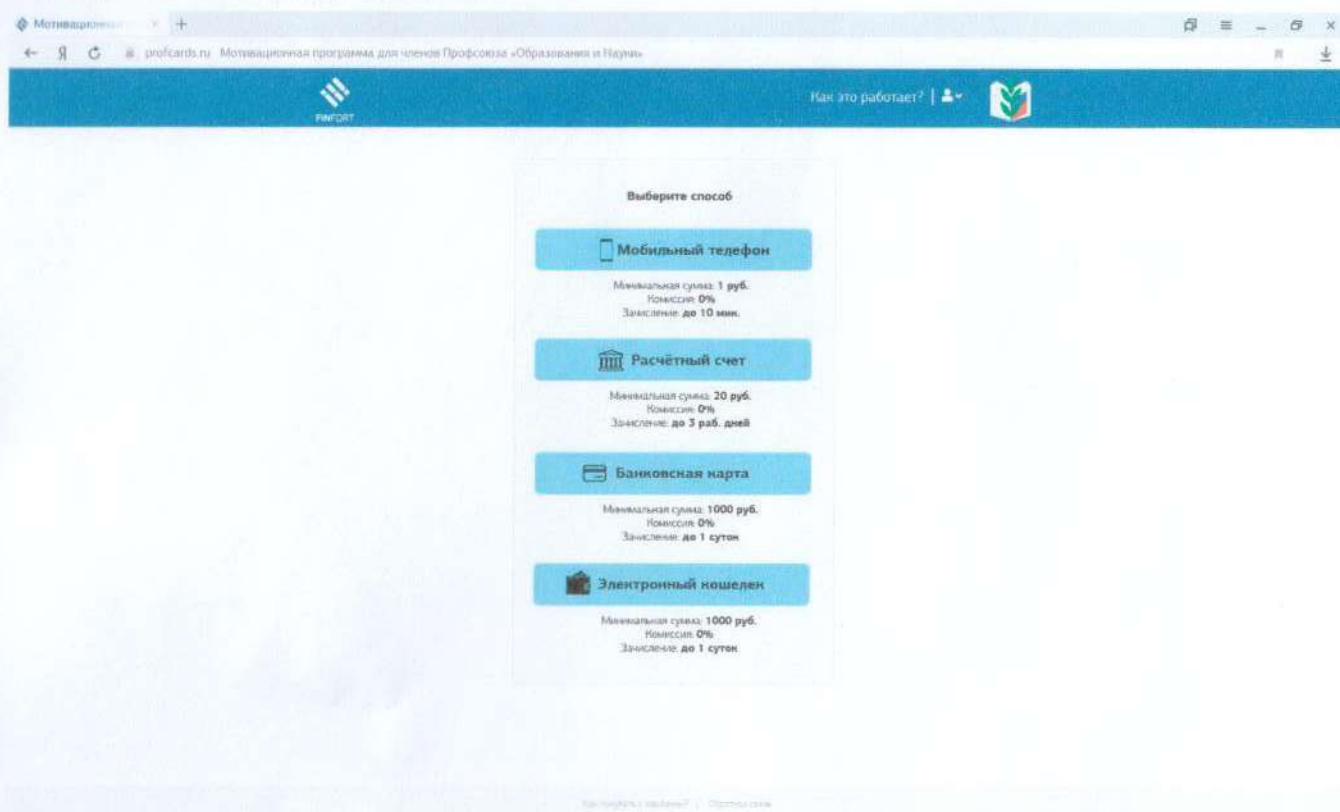 Мотивационн
profcards.ru Мотивационная программа для членов Профсоюза «Образования и Науки»
FINFORT
Как это работает? |
Выберите способ
Мобильный телефон
Минимальная сумма: 1 руб.
Комиссия: 0%
Зачисление: до 10 мин.
Расчётный счет
Минимальная сумма: 20 руб.
Комиссия: 0%
Зачисление: до 3 раб. дней
Банковская карта
Минимальная сумма: 1000 руб.
Комиссия: 0%
Зачисление: до 1 суток
Электронный кошелек
Минимальная сумма: 1000 руб.
Комиссия: 0%
Зачисление: до 1 суток
Обратная связь